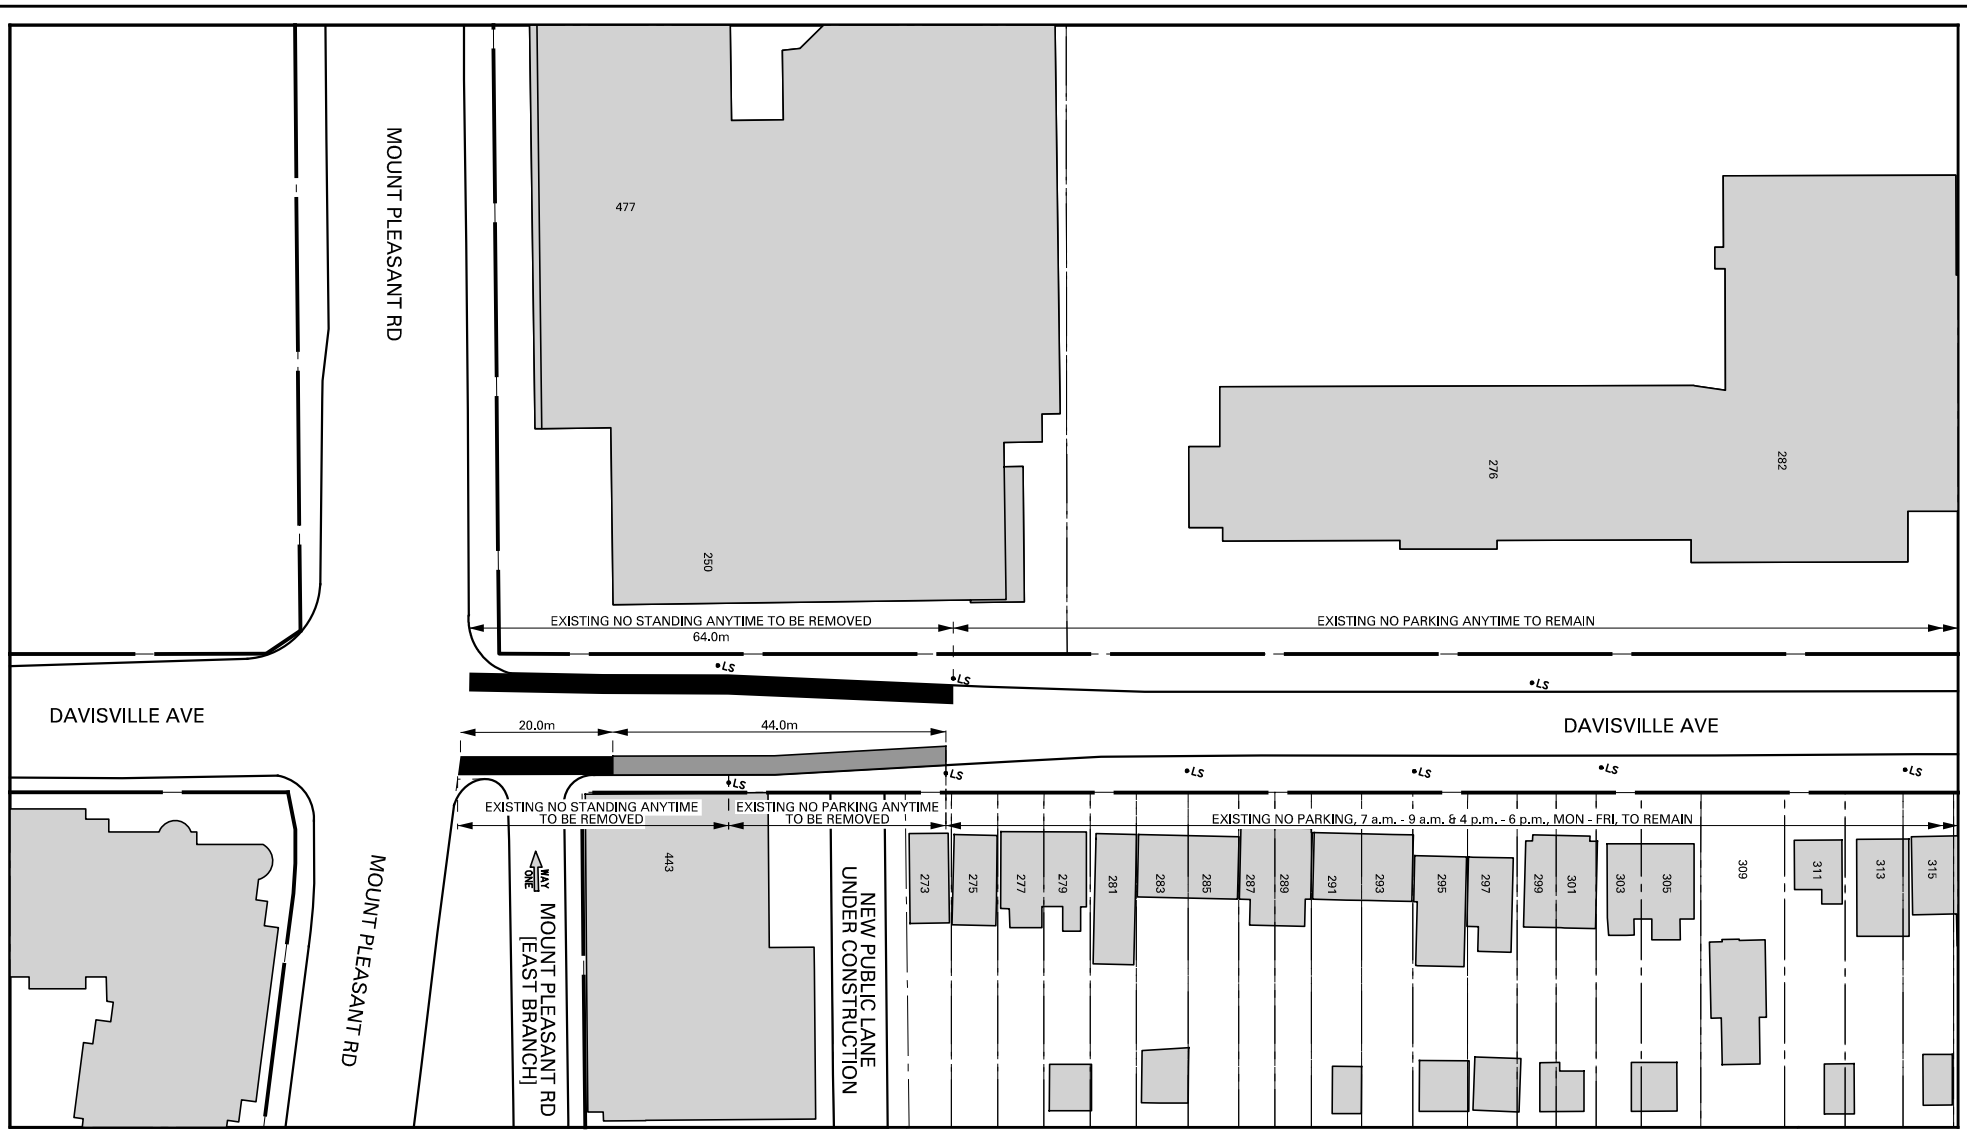 MOUNT PLEASANT RD
477
276
282
250
EXISTING NO STANDING ANYTIME TO BE REMOVED
64.0m
EXISTING NO PARKING ANYTIME TO REMAIN
LS
LS
LS
DAVISVILLE AVE
20.0m
44.0m
DAVISVILLE AVE
LS
LS
LS
LS
LS
LS
EXISTING NO STANDING ANYTIME
TO BE REMOVED
EXISTING NO PARKING ANYTIME
TO BE REMOVED
EXISTING NO PARKING, 7 a.m. - 9 a.m. & 4 p.m. - 6 p.m., MON - FRI, TO REMAIN
MOUNT PLEASANT RD
ONE
WAY
MOUNT PLEASANT RD
[EAST BRANCH]
443
NEW PUBLIC LANE
UNDER CONSTRUCTION
273
275
277
279
281
283
285
287
289
291
293
295
297
299
301
303
305
309
311
313
315